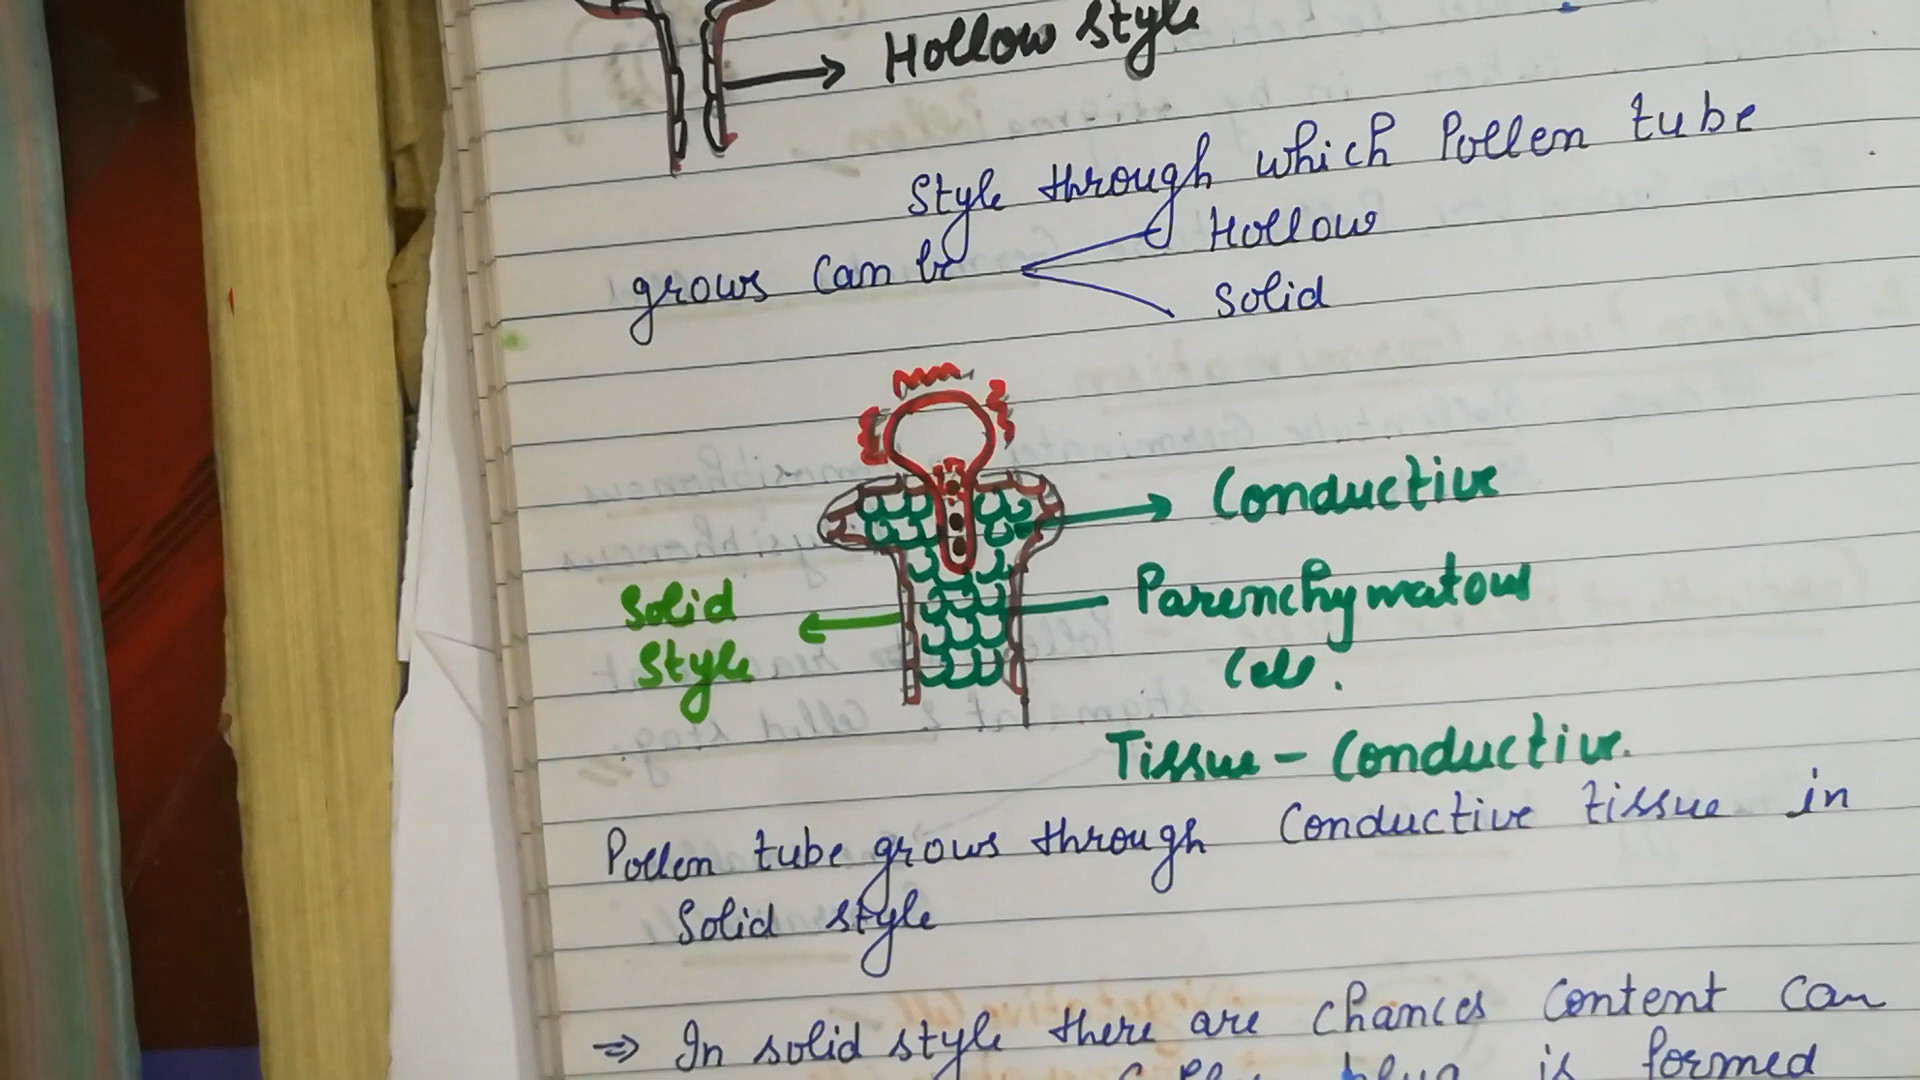 Hollow style
Style through which Pollen tube
grows can be
Hollow
Solid
Conductive
Solid
Style
Parenchymatous
Cell.
Tissue - Conductive.
Pollen tube grows through Conductive tissue in
Solid style
⇒ In solid style there are chances content can
plug is formed